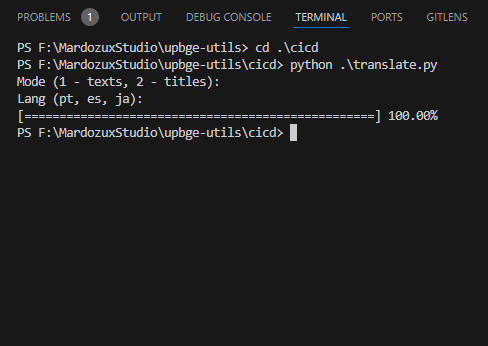 PROBLEMS 1 OUTPUT DEBUG CONSOLE TERMINAL PORTS GITLENS
PS F:\MardozuxStudio\upbge-utils> cd .\cicd
PS F:\MardozuxStudio\upbge-utils\cicd> python .\translate.py
Mode (1 - texts, 2 - titles):
Lang (pt, es, ja):
[==================================================] 100.00%
PS F:\MardozuxStudio\upbge-utils\cicd>